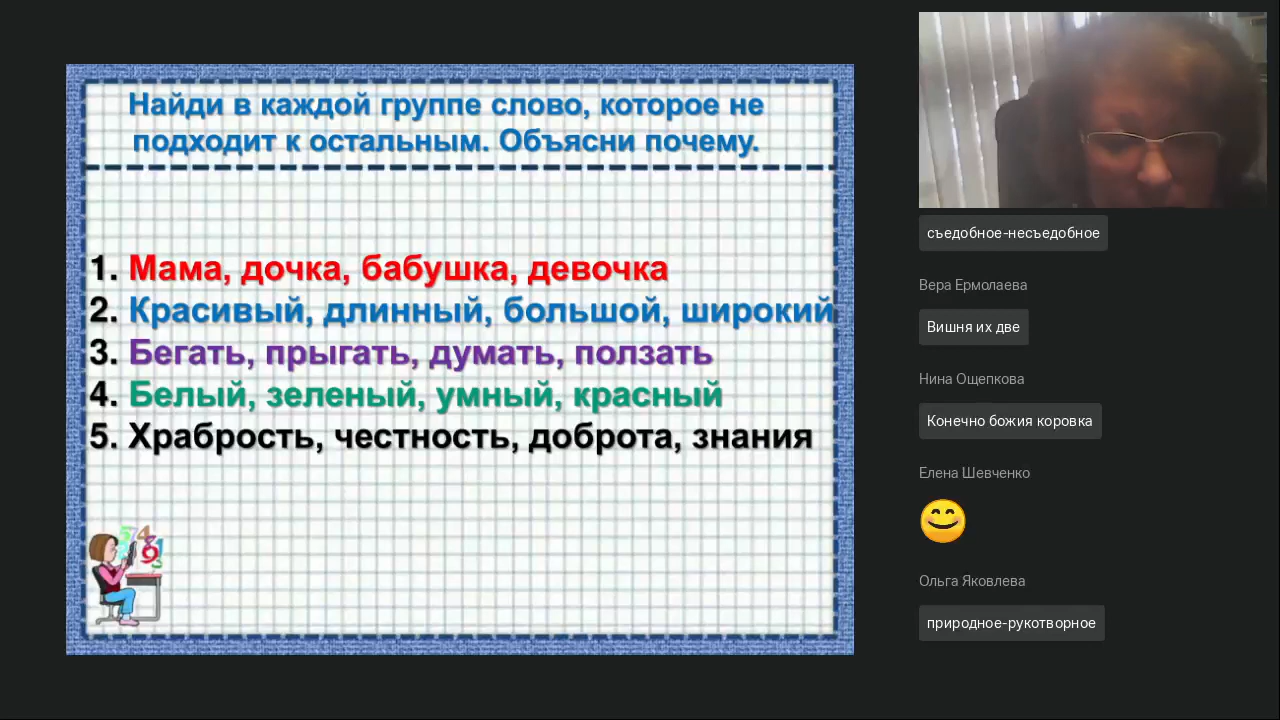 Найди в каждой группе слово, которое не
подходит к остальным. Объясни почему.
1. Мама, дочка, бабушка, девочка
2. Красивый, длинный, большой, широкий
3. Бегать, прыгать, думать, ползать
4. Белый, зеленый, умный, красный
5. Храбрость, честность, доброта, знания
съедобное-несъедобное
Вера Ермолаева
Вишня их две
Нина Ощепкова
Конечно божия коровка
Елена Шевченко
Ольга Яковлева
природное-рукотворное